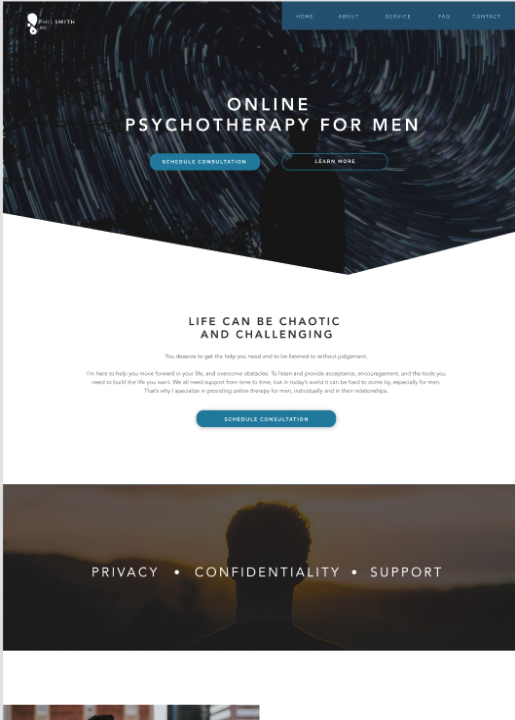 PHIL SMITH
HOME ABOUT SERVICE FAQ CONTACT
ONLINE
PSYCHOTHERAPY FOR MEN
SCHEDULE CONSULTATION LEARN MORE
LIFE CAN BE CHAOTIC
AND CHALLENGING
You deserve to get the help you need and to be listened to without judgement.
I'm here to help you move forward in your life, and overcome obstacles. To listen and provide acceptance, encouragement, and the tools you
need to build the life you want. We all need support from time to time, but in today's world it can be hard to come by, especially for men.
That's why I specialize in providing online therapy for men, individually and in their relationships.
SCHEDULE CONSULTATION
PRIVACY • CONFIDENTIALITY • SUPPORT